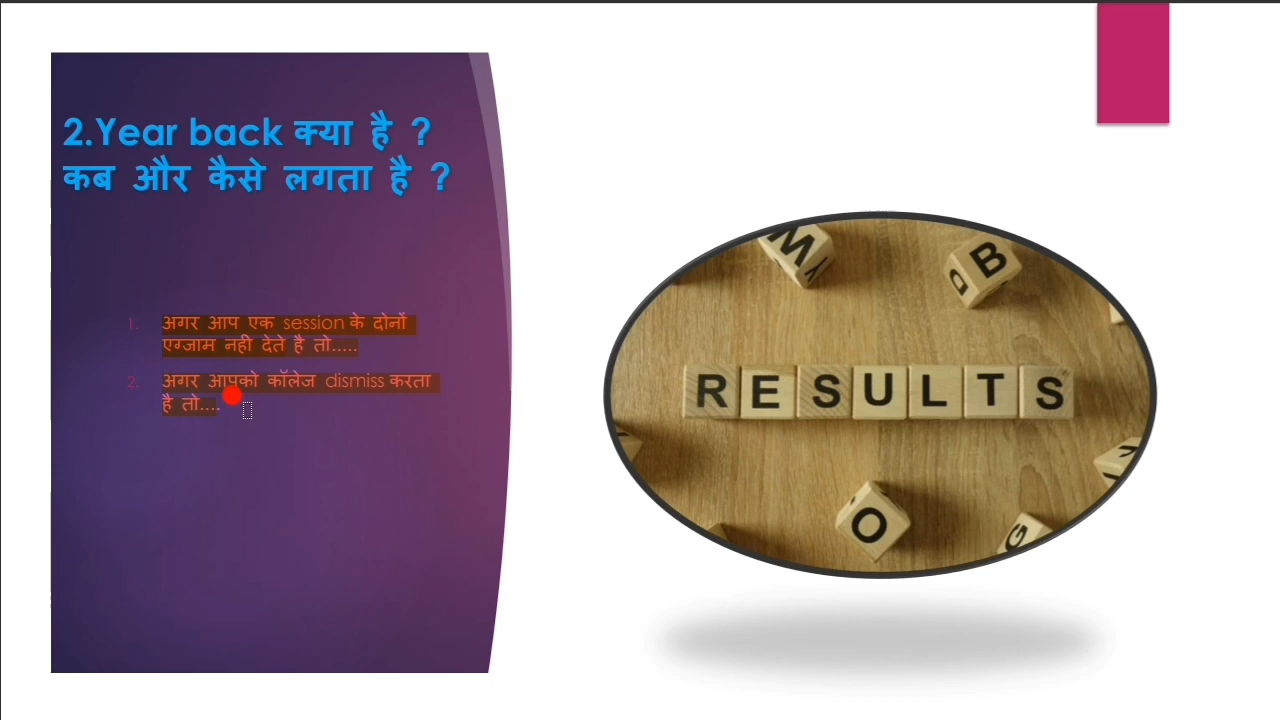 2.Year back क्या है ?
कब और कैसे लगता है ?
1. अगर आप एक session के दोनों
एग्जाम नही देते है तो.....
2. अगर आपको कॉलेज dismiss करता
है तो....
M Y
B D
RESULTS
O
G